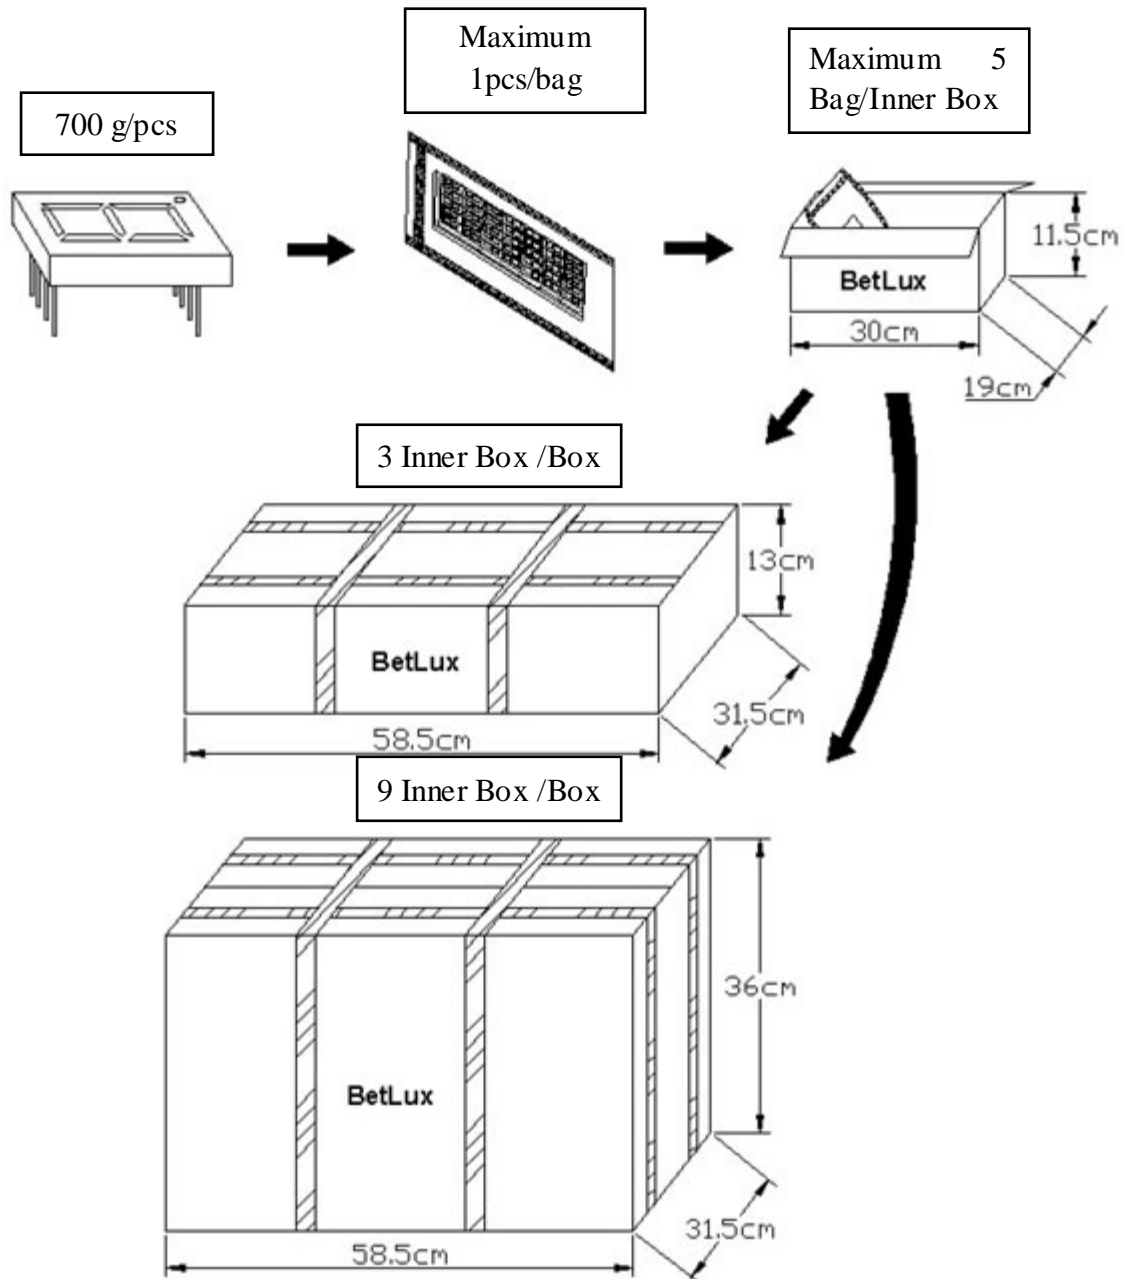 Maximum
1pcs/bag
Maximum 5
Bag/Inner Box
700 g/pcs
11.5cm
BetLux
30cm
19cm
3 Inner Box /Box
13cm
BetLux
31.5cm
58.5cm
9 Inner Box /Box
36cm
BetLux
31.5cm
58.5cm